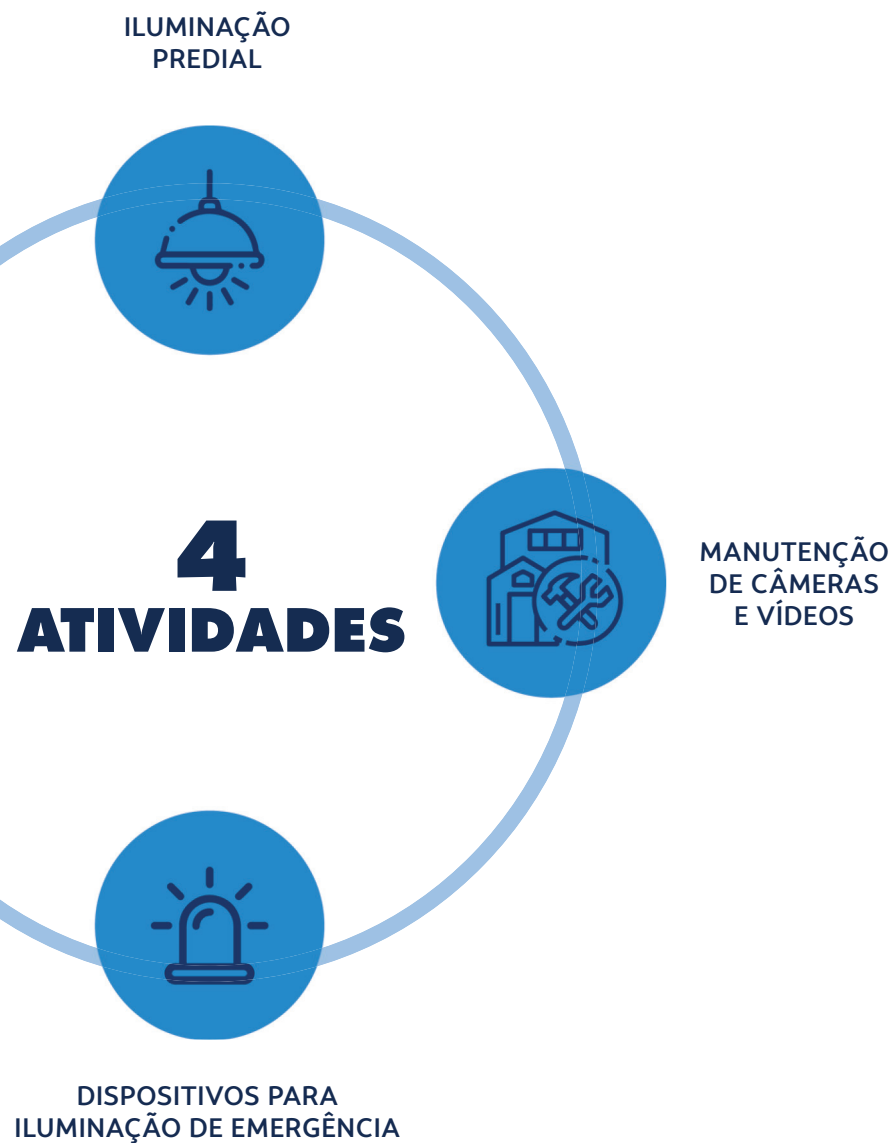 ILUMINAÇÃO
PREDIAL
4
ATIVIDADES
MANUTENÇÃO
DE CÂMERAS
E VÍDEOS
DISPOSITIVOS PARA
ILUMINAÇÃO DE EMERGÊNCIA